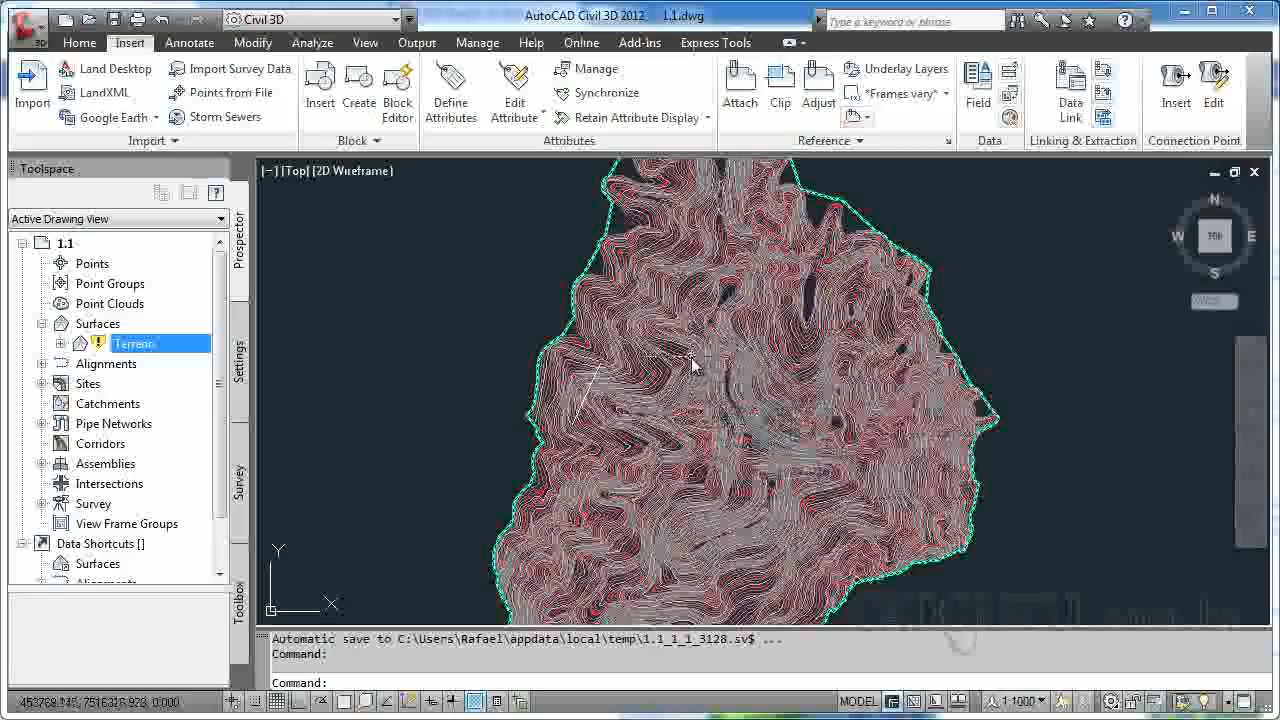 Civil 3D
AutoCAD Civil 3D 2012
1.1.dwg
Type a keyword or phrase
3D
Home
Insert
Annotate
Modify
Analyze
View
Output
Manage
Help
Online
Add-Ins
Express Tools
Import
Land Desktop
LandXML
Google Earth
Import Survey Data
Points from File
Storm Sewers
Insert
Create
Block Editor
Define Attributes
Edit Attribute
Manage
Synchronize
Retain Attribute Display
Attach
Clip
Adjust
Underlay Layers
*Frames vary*
Field
Data Link
Insert
Edit
Import
Block
Attributes
Reference
Data
Linking & Extraction
Connection Point
Toolspace
Active Drawing View
1.1
Points
Point Groups
Point Clouds
Surfaces
Terreno
Alignments
Sites
Catchments
Pipe Networks
Corridors
Assemblies
Intersections
Survey
View Frame Groups
Data Shortcuts []
Surfaces
Alignments
Prospector
Settings
Survey
Toolbox
[−] [Top] [2D Wireframe]
N
W
TOP
E
S
Y
X
Automatic save to C:\Users\Rafael\appdata\local\temp\1.1_1_1_3128.sv$ ...
Command:
Command:
MODEL
1:1000